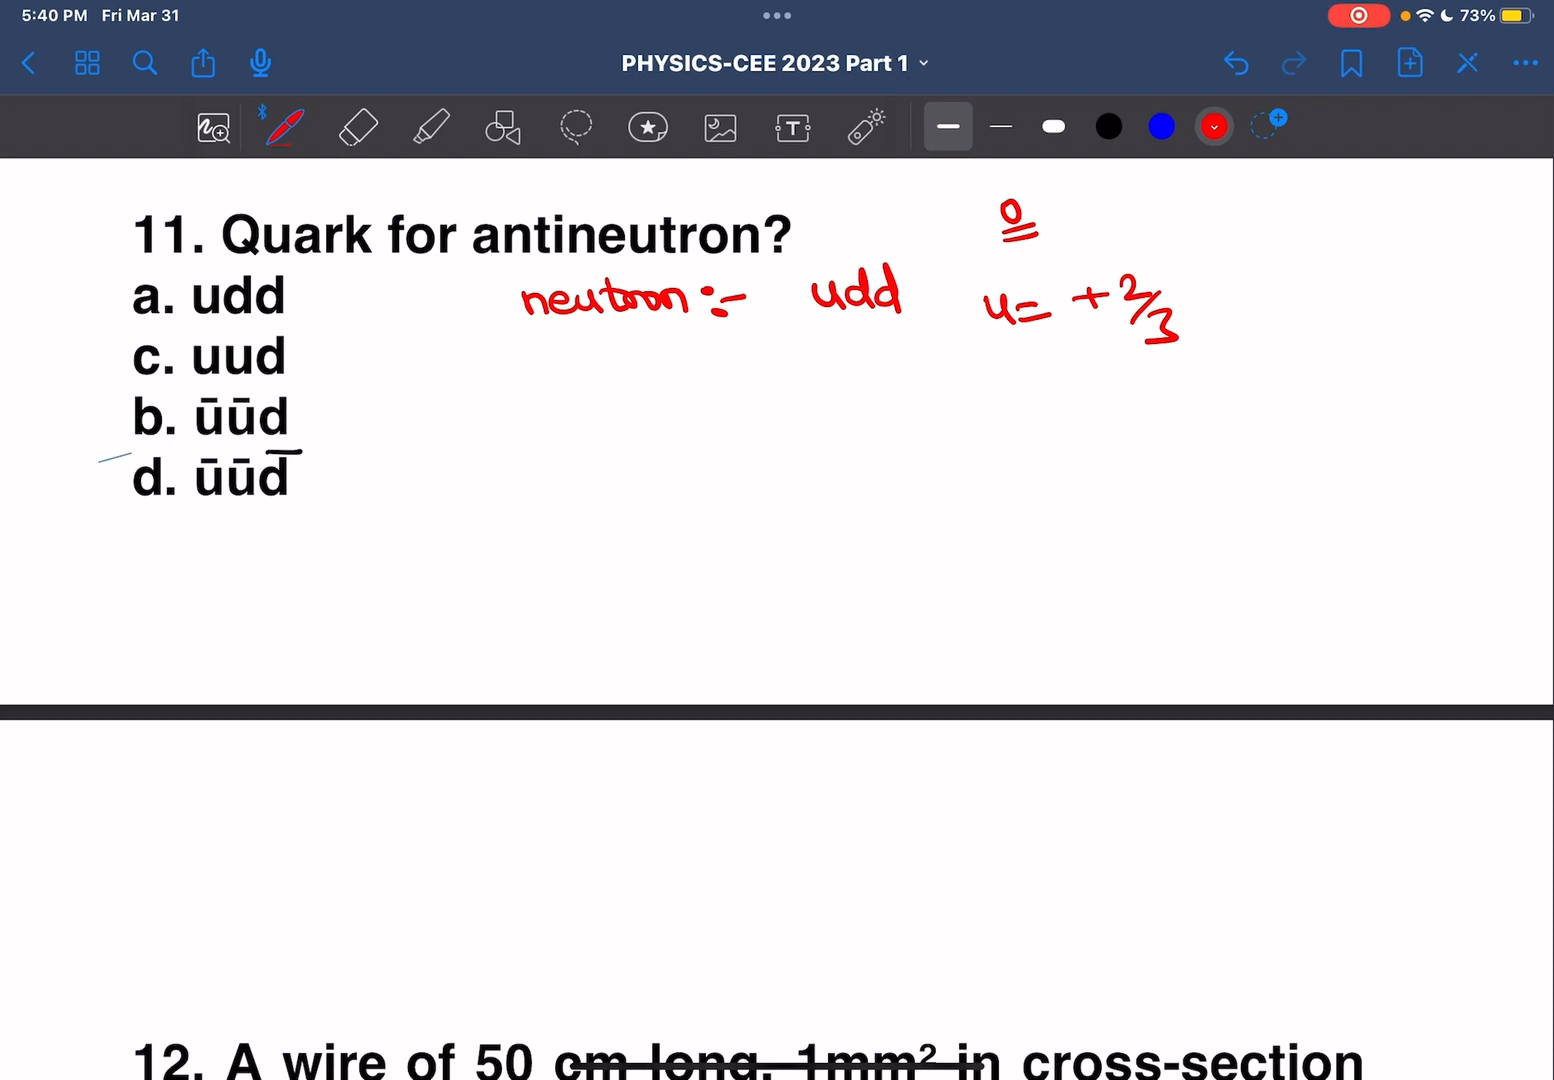 5:40 PM Fri Mar 31
73%
PHYSICS-CEE 2023 Part 1
T
11. Quark for antineutron?
0
a. udd
neutron :- udd u= +2/3
c. uud
b. ūūd
d. ūūd̄
12. A wire of 50 cm long, 1mm² in cross-section